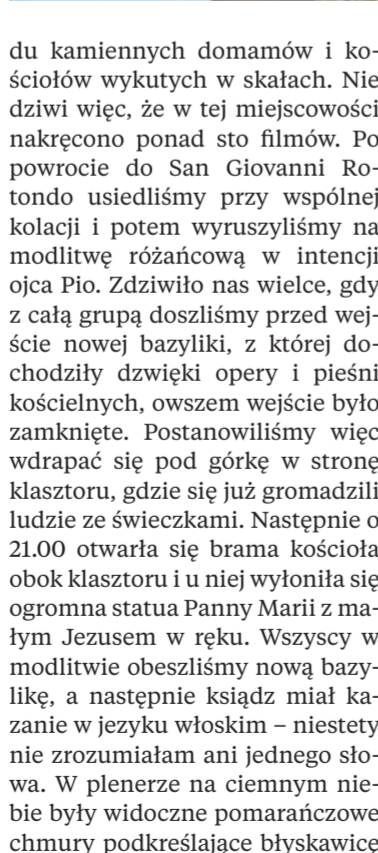 du kamiennych domamów i ko-
ściołów wykutych w skałach. Nie
dziwi więc, że w tej miejscowości
nakręcono ponad sto filmów. Po
powrocie do San Giovanni Ro-
tondo usiedliśmy przy wspólnej
kolacji i potem wyruszyliśmy na
modlitwę różańcową w intencji
ojca Pio. Zdziwiło nas wielce, gdy
z całą grupą doszliśmy przed wej-
ście nowej bazyliki, z której do-
chodziły dzwięki opery i pieśni
kościelnych, owszem wejście było
zamknięte. Postanowiliśmy więc
wdrapać się pod górkę w stronę
klasztoru, gdzie się już gromadzili
ludzie ze świeczkami. Następnie o
21.00 otwarła się brama kościoła
obok klasztoru i u niej wyłoniła się
ogromna statua Panny Marii z ma-
łym Jezusem w ręku. Wszyscy w
modlitwie obeszliśmy nową bazy-
likę, a następnie ksiądz miał ka-
zanie w jezyku włoskim – niestety
nie zrozumiałam ani jednego sło-
wa. W plenerze na ciemnym nie-
bie były widoczne pomarańczowe
chmury podkreślające błyskawicę